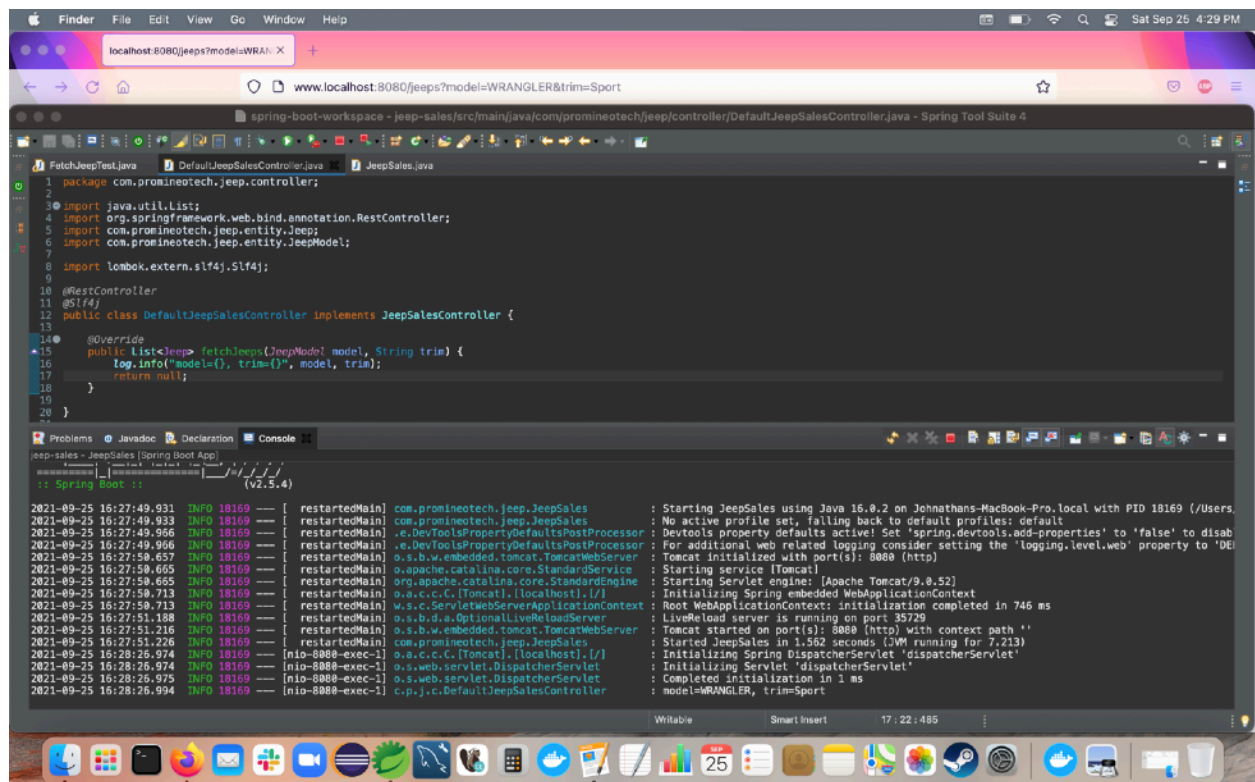 Finder File Edit View Go Window Help Sat Sep 25 4:29 PM
localhost:8080/jeeps?model=WRAN
www.localhost:8080/jeeps?model=WRANGLER&trim=Sport
spring-boot-workspace - jeep-sales/src/main/java/com/promineotech/jeep/controller/DefaultJeepSalesController.java - Spring Tool Suite 4
FetchJeepTest.java DefaultJeepSalesController.java JeepSales.java
1 package com.promineotech.jeep.controller;
2
3 import java.util.List;
4 import org.springframework.web.bind.annotation.RestController;
5 import com.promineotech.jeep.entity.Jeep;
6 import com.promineotech.jeep.entity.JeepModel;
7
8 import lombok.extern.slf4j.Slf4j;
9
10 @RestController
11 @Slf4j
12 public class DefaultJeepSalesController implements JeepSalesController {
13
14 @Override
15 public List<Jeep> fetchJeeps(JeepModel model, String trim) {
16 log.info("model={}, trim={}", model, trim);
17 return null;
18 }
19
20 }
Problems Javadoc Declaration Console
jeep-sales - JeepSales [Spring Boot App]
=========|_|==============|___/=/_/_/_/
:: Spring Boot :: (v2.5.4)
2021-09-25 16:27:49.931 INFO 18169 --- [ restartedMain] com.promineotech.jeep.JeepSales : Starting JeepSales using Java 16.0.2 on Johnathans-MacBook-Pro.local with PID 18169 (/Users
2021-09-25 16:27:49.933 INFO 18169 --- [ restartedMain] com.promineotech.jeep.JeepSales : No active profile set, falling back to default profiles: default
2021-09-25 16:27:49.966 INFO 18169 --- [ restartedMain] .e.DevToolsPropertyDefaultsPostProcessor : Devtools property defaults active! Set 'spring.devtools.add-properties' to 'false' to disab
2021-09-25 16:27:49.966 INFO 18169 --- [ restartedMain] .e.DevToolsPropertyDefaultsPostProcessor : For additional web related logging consider setting the 'logging.level.web' property to 'DE
2021-09-25 16:27:50.657 INFO 18169 --- [ restartedMain] o.s.b.w.embedded.tomcat.TomcatWebServer : Tomcat initialized with port(s): 8080 (http)
2021-09-25 16:27:50.665 INFO 18169 --- [ restartedMain] o.apache.catalina.core.StandardService : Starting service [Tomcat]
2021-09-25 16:27:50.665 INFO 18169 --- [ restartedMain] org.apache.catalina.core.StandardEngine : Starting Servlet engine: [Apache Tomcat/9.0.52]
2021-09-25 16:27:50.713 INFO 18169 --- [ restartedMain] o.a.c.c.C.[Tomcat].[localhost].[/] : Initializing Spring embedded WebApplicationContext
2021-09-25 16:27:50.713 INFO 18169 --- [ restartedMain] w.s.c.ServletWebServerApplicationContext : Root WebApplicationContext: initialization completed in 746 ms
2021-09-25 16:27:51.188 INFO 18169 --- [ restartedMain] o.s.b.d.a.OptionalLiveReloadServer : LiveReload server is running on port 35729
2021-09-25 16:27:51.216 INFO 18169 --- [ restartedMain] o.s.b.w.embedded.tomcat.TomcatWebServer : Tomcat started on port(s): 8080 (http) with context path ''
2021-09-25 16:27:51.226 INFO 18169 --- [ restartedMain] com.promineotech.jeep.JeepSales : Started JeepSales in 1.562 seconds (JVM running for 7.213)
2021-09-25 16:28:26.974 INFO 18169 --- [nio-8080-exec-1] o.a.c.c.C.[Tomcat].[localhost].[/] : Initializing Spring DispatcherServlet 'dispatcherServlet'
2021-09-25 16:28:26.974 INFO 18169 --- [nio-8080-exec-1] o.s.web.servlet.DispatcherServlet : Initializing Servlet 'dispatcherServlet'
2021-09-25 16:28:26.975 INFO 18169 --- [nio-8080-exec-1] o.s.web.servlet.DispatcherServlet : Completed initialization in 1 ms
2021-09-25 16:28:26.994 INFO 18169 --- [nio-8080-exec-1] c.p.j.c.DefaultJeepSalesController : model=WRANGLER, trim=Sport
Writable Smart Insert 17 : 22 : 485
SEP
25